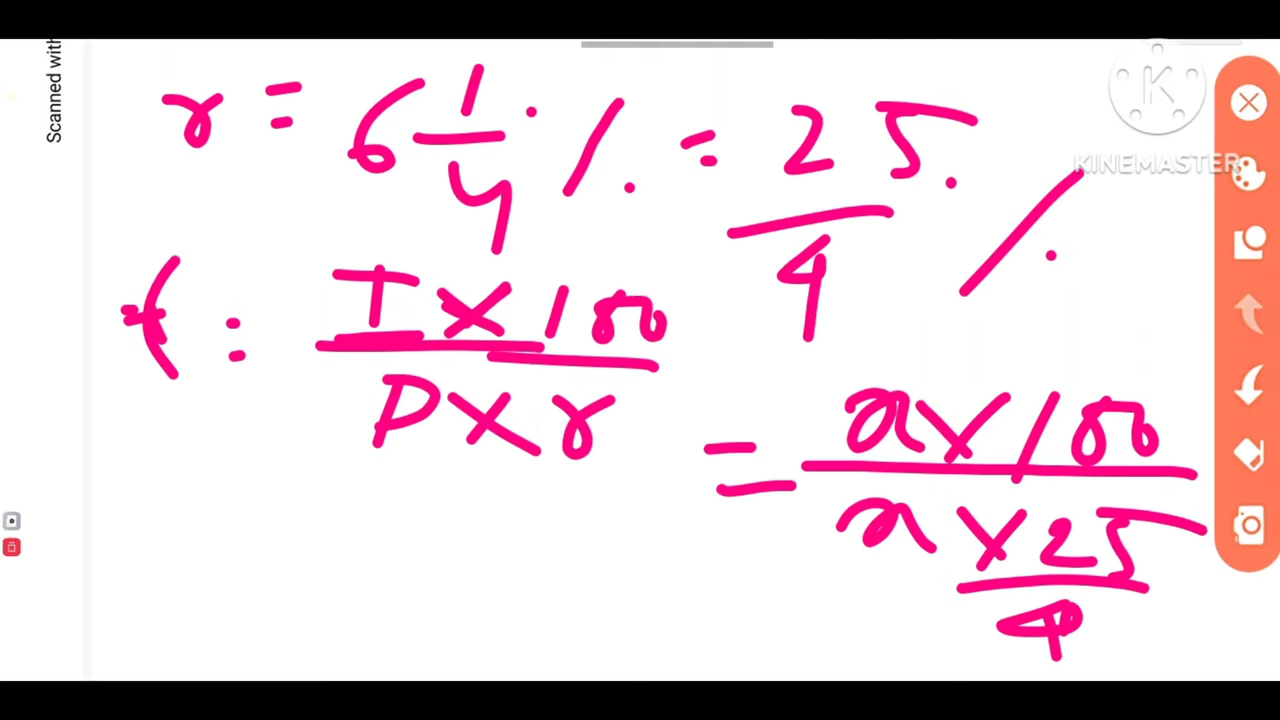 Scanned with
KINEMASTER
r = 6 1/4 % = 25/4 %
t = I × 100 / P × r
= a × 100 / a × 25/4